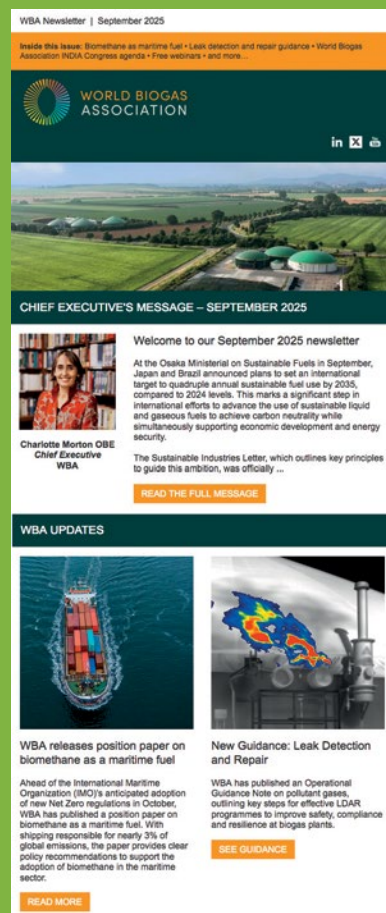 WBA Newsletter | September 2025
Inside this issue: Biomethane as maritime fuel • Leak detection and repair guidance • World Biogas
Association INDIA Congress agenda • Free webinars • and more...
WORLD BIOGAS
ASSOCIATION
in X You
CHIEF EXECUTIVE'S MESSAGE – SEPTEMBER 2025
Welcome to our September 2025 newsletter
At the Osaka Ministerial on Sustainable Fuels in September,
Japan and Brazil announced plans to set an international
target to quadruple annual sustainable fuel use by 2035,
compared to 2024 levels. This marks a significant step in
international efforts to advance the use of sustainable liquid
and gaseous fuels to achieve carbon neutrality while
simultaneously supporting economic development and energy
security.
The Sustainable Industries Letter, which outlines key principles
to guide this ambition, was officially ...
READ THE FULL MESSAGE
Charlotte Morton OBE
Chief Executive
WBA
WBA UPDATES
WBA releases position paper on
biomethane as a maritime fuel
Ahead of the International Maritime
Organization (IMO)'s anticipated adoption
of new Net Zero regulations in October,
WBA has published a position paper on
biomethane as a maritime fuel. With
shipping responsible for nearly 3% of
global emissions, the paper provides clear
policy recommendations to support the
adoption of biomethane in the maritime
sector.
READ MORE
New Guidance: Leak Detection
and Repair
WBA has published an Operational
Guidance Note on pollutant gases,
outlining key steps for effective LDAR
programmes to improve safety, compliance
and resilience at biogas plants.
SEE GUIDANCE